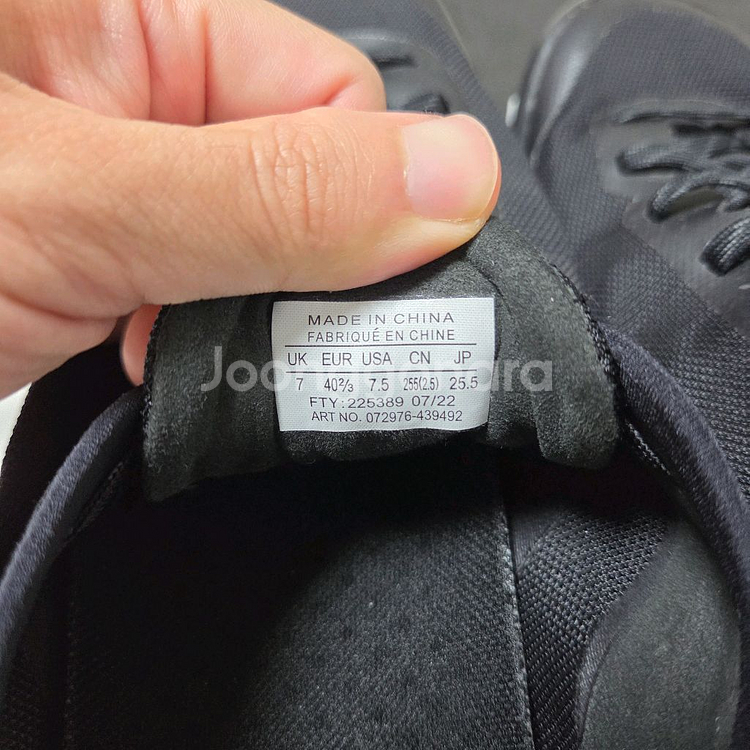 MADE IN CHINA
FABRIQUÉ EN CHINE
UK EUR USA CN JP
7 40⅔ 7.5 255(2.5) 25.5
FTY: 225389 07/22
ART NO. 072976-439492